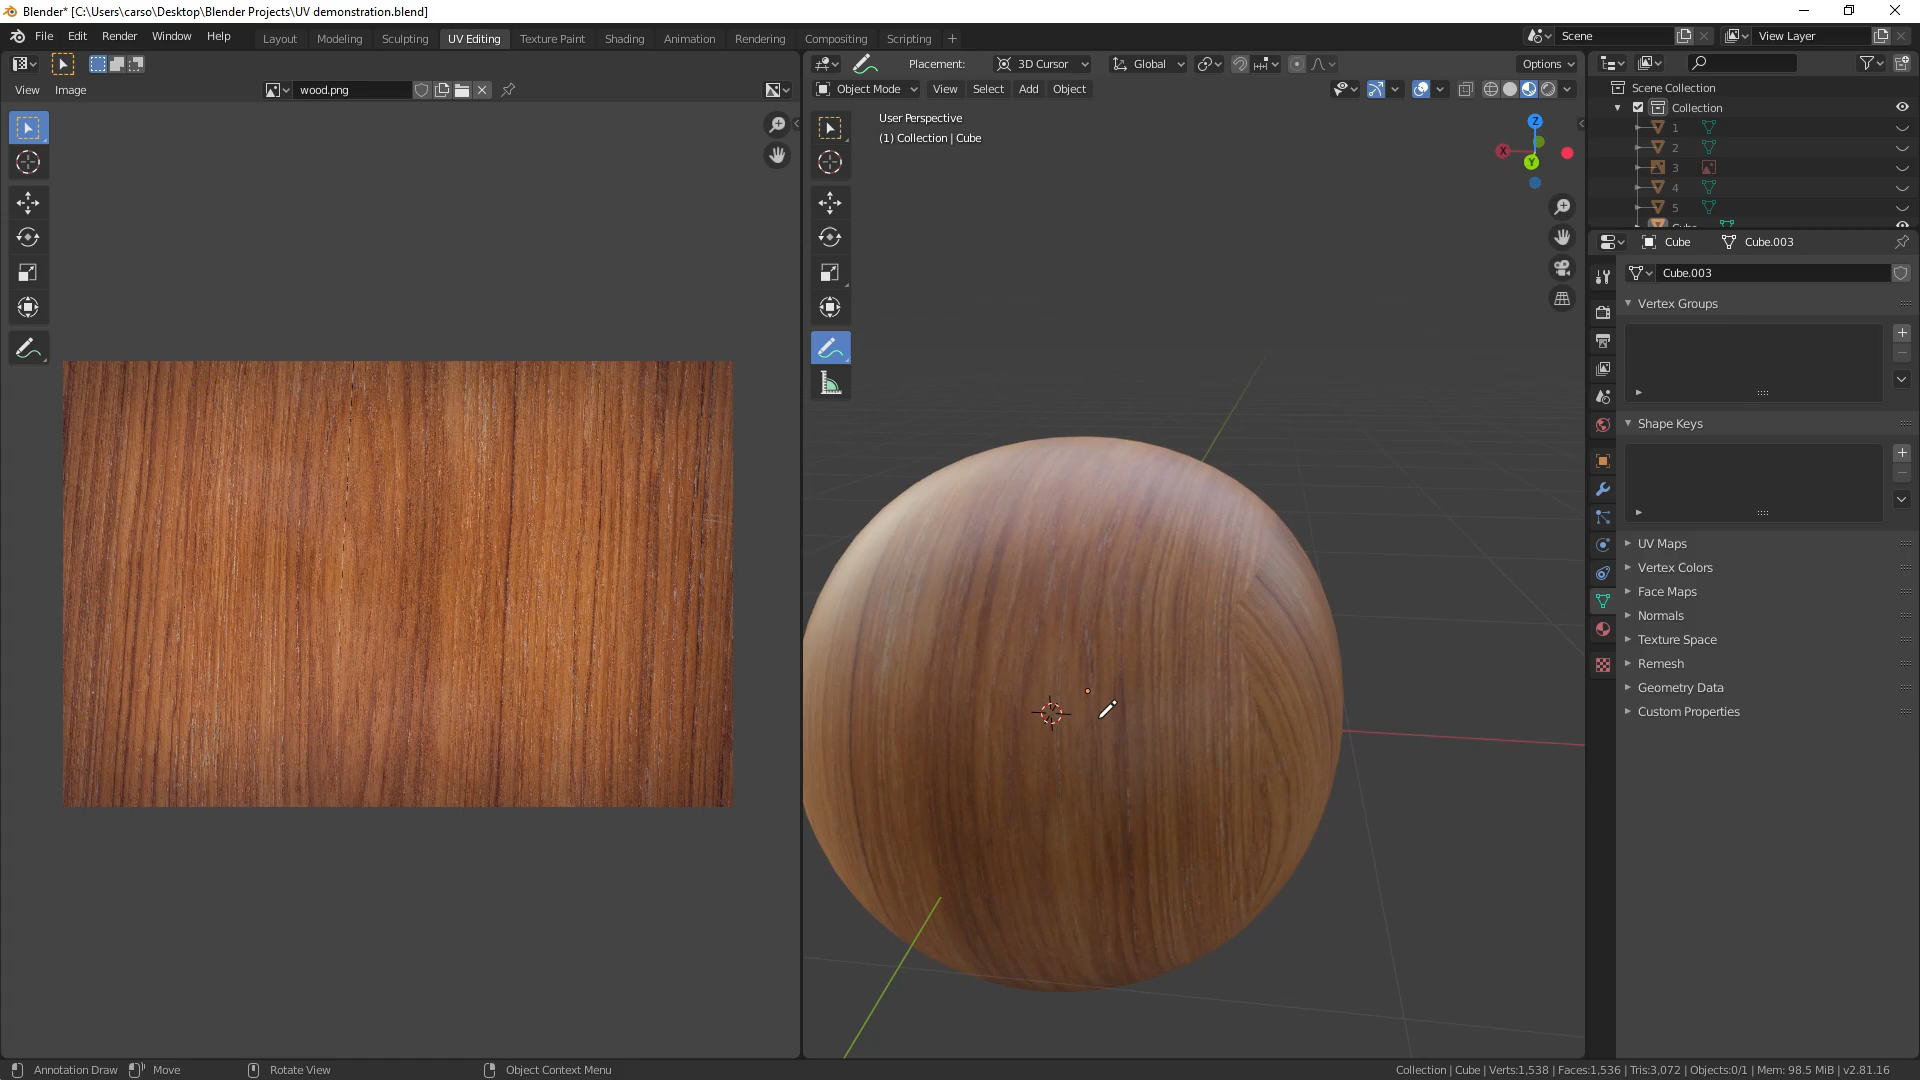 Blender* [C:\Users\carso\Desktop\Blender Projects\UV demonstration.blend]
File Edit Render Window Help Layout Modeling Sculpting UV Editing Texture Paint Shading Animation Rendering Compositing Scripting Scene View Layer
Placement: 3D Cursor Global Options
View Image wood.png Object Mode View Select Add Object
Scene Collection
Collection
1
2
3
4
5
Cube
User Perspective
(1) Collection | Cube
Z
X
Y
Cube Cube.003
Cube.003
Vertex Groups
Shape Keys
UV Maps
Vertex Colors
Face Maps
Normals
Texture Space
Remesh
Geometry Data
Custom Properties
Annotation Draw Move Rotate View Object Context Menu Collection | Cube | Verts:1,538 | Faces:1,536 | Tris:3,072 | Objects:0/1 | Mem: 98.5 MiB | v2.81.16